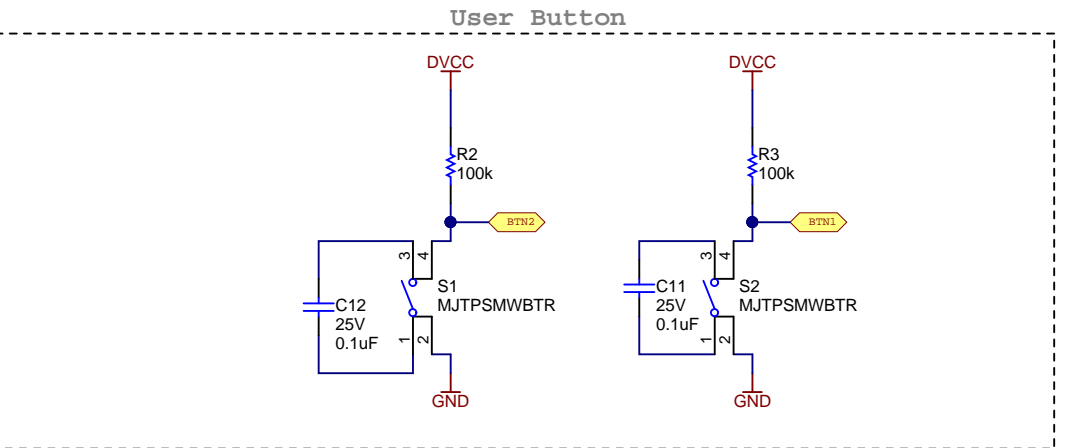 User Button
DVCC
R2
100k
BTN2
3
4
S1
MJTPSMWBTR
C12
25V
0.1uF
1
2
GND
DVCC
R3
100k
BTN1
3
4
S2
MJTPSMWBTR
C11
25V
0.1uF
1
2
GND